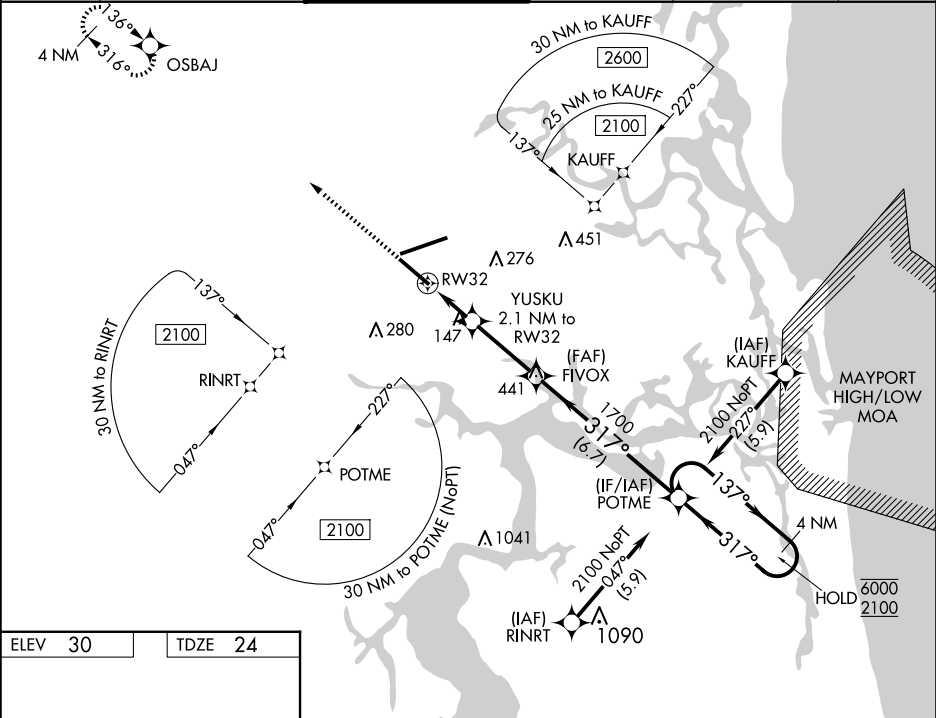 136°
316°
4 NM
OSBAJ
30 NM to KAUFF
2600
25 NM to KAUFF
2100
227°
137°
KAUFF
451
276
RW32
YUSKU
2.1 NM to
RW32
147
280
137°
30 NM to RINRT
2100
RINRT
047°
(FAF)
FIVOX
441
(IAF)
KAUFF
MAYPORT
HIGH/LOW
MOA
2100 NoPT
227°
(5.9)
1700
317°
(6.7)
227°
POTME
047°
2100
30 NM to POTME (NoPT)
(IF/IAF)
POTME
137°
4 NM
317°
HOLD
6000
2100
1041
2100 NoPT
047°
(5.9)
(IAF)
RINRT
1090
ELEV 30
TDZE 24